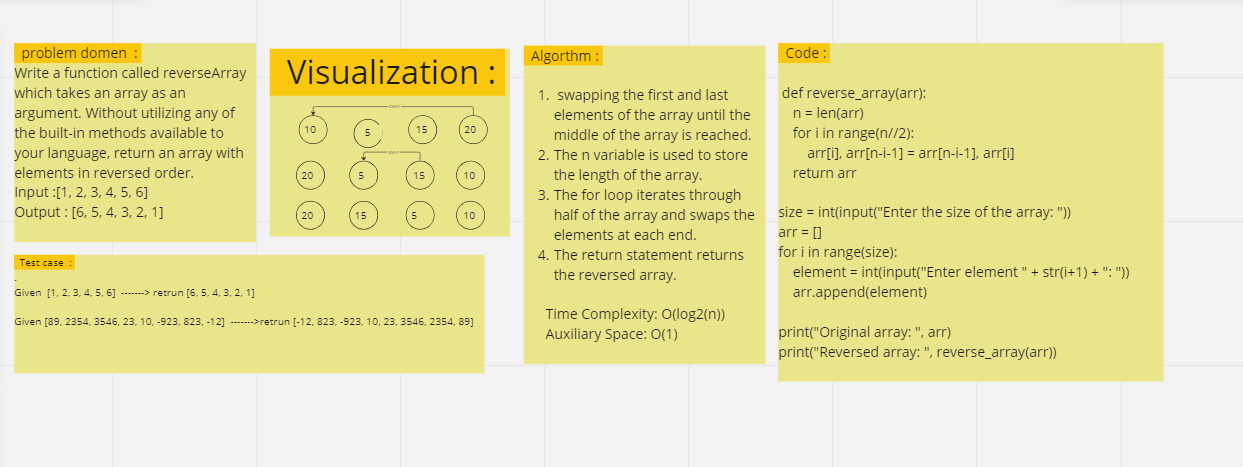 problem domen :
Write a function called reverseArray
which takes an array as an
argument. Without utilizing any of
the built-in methods available to
your language, return an array with
elements in reversed order.
Input :[1, 2, 3, 4, 5, 6]
Output : [6, 5, 4, 3, 2, 1]
Visualization :
10 5 15 20
20 5 15 10
20 15 5 10
Test case :
.
Given [1, 2, 3, 4, 5, 6] -------> retrun [6, 5, 4, 3, 2, 1]
Given [89, 2354, 3546, 23, 10, -923, 823, -12] ------->retrun [-12, 823, -923, 10, 23, 3546, 2354, 89]
Algorthm :
1. swapping the first and last
elements of the array until the
middle of the array is reached.
2. The n variable is used to store
the length of the array.
3. The for loop iterates through
half of the array and swaps the
elements at each end.
4. The return statement returns
the reversed array.
Time Complexity: O(log2(n))
Auxiliary Space: O(1)
Code :
def reverse_array(arr):
n = len(arr)
for i in range(n//2):
arr[i], arr[n-i-1] = arr[n-i-1], arr[i]
return arr
size = int(input("Enter the size of the array: "))
arr = []
for i in range(size):
element = int(input("Enter element " + str(i+1) + ": "))
arr.append(element)
print("Original array: ", arr)
print("Reversed array: ", reverse_array(arr))